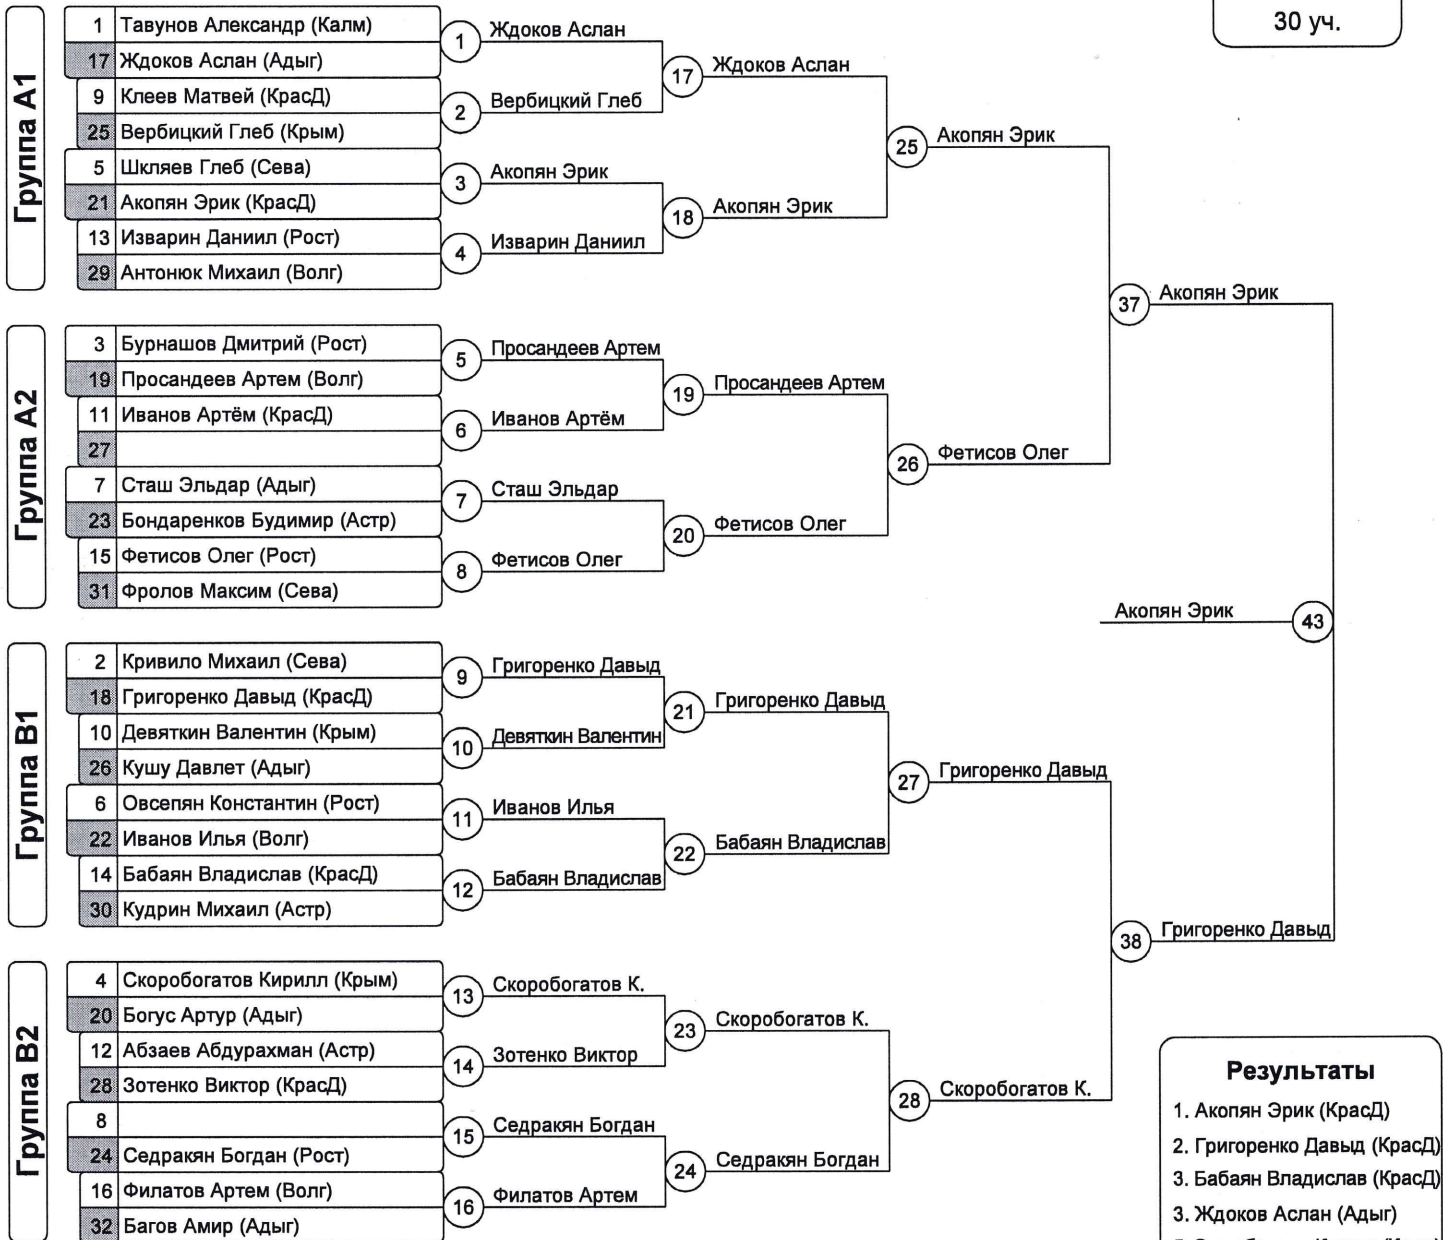 30 уч.
Группа А1
1 Тавунов Александр (Калм)
17 Ждоков Аслан (Адыг)
9 Клеев Матвей (КрасД)
25 Вербицкий Глеб (Крым)
5 Шкляев Глеб (Сева)
21 Акопян Эрик (КрасД)
13 Изварин Даниил (Рост)
29 Антонюк Михаил (Волг)
1 Ждоков Аслан
2 Вербицкий Глеб
3 Акопян Эрик
4 Изварин Даниил
17 Ждоков Аслан
18 Акопян Эрик
25 Акопян Эрик
Группа А2
3 Бурнашов Дмитрий (Рост)
19 Просандеев Артем (Волг)
11 Иванов Артём (КрасД)
27
7 Сташ Эльдар (Адыг)
23 Бондаренков Будимир (Астр)
15 Фетисов Олег (Рост)
31 Фролов Максим (Сева)
5 Просандеев Артем
6 Иванов Артём
7 Сташ Эльдар
8 Фетисов Олег
19 Просандеев Артем
20 Фетисов Олег
26 Фетисов Олег
37 Акопян Эрик
Группа В1
2 Кривило Михаил (Сева)
18 Григоренко Давыд (КрасД)
10 Девяткин Валентин (Крым)
26 Кушу Давлет (Адыг)
6 Овсепян Константин (Рост)
22 Иванов Илья (Волг)
14 Бабаян Владислав (КрасД)
30 Кудрин Михаил (Астр)
9 Григоренко Давыд
10 Девяткин Валентин
11 Иванов Илья
12 Бабаян Владислав
21 Григоренко Давыд
22 Бабаян Владислав
27 Григоренко Давыд
Группа В2
4 Скоробогатов Кирилл (Крым)
20 Богус Артур (Адыг)
12 Абзаев Абдурахман (Астр)
28 Зотенко Виктор (КрасД)
8
24 Седракян Богдан (Рост)
16 Филатов Артем (Волг)
32 Багов Амир (Адыг)
13 Скоробогатов К.
14 Зотенко Виктор
15 Седракян Богдан
16 Филатов Артем
23 Скоробогатов К.
24 Седракян Богдан
28 Скоробогатов К.
38 Григоренко Давыд
Акопян Эрик 43
Результаты
1. Акопян Эрик (КрасД)
2. Григоренко Давыд (КрасД)
3. Бабаян Владислав (КрасД)
3. Ждоков Аслан (Адыг)